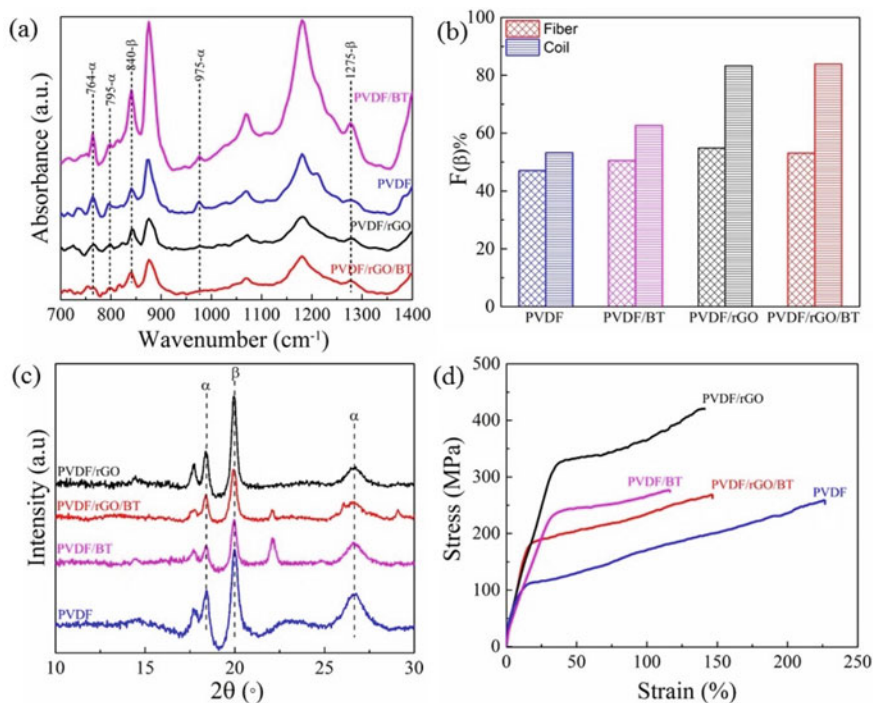 (a)
Absorbance (a.u.)
764-α
795-α
840-β
975-α
1275-β
PVDF/BT
PVDF
PVDF/rGO
PVDF/rGO/BT
700 800 900 1000 1100 1200 1300 1400
Wavenumber (cm⁻¹)
(b)
Fiber
Coil
F(β)%
100
80
60
40
20
0
PVDF PVDF/BT PVDF/rGO PVDF/rGO/BT
(c)
Intensity (a.u)
α
β
α
PVDF/rGO
PVDF/rGO/BT
PVDF/BT
PVDF
10 15 20 25 30
2θ (◦)
(d)
Stress (MPa)
500
400
300
200
100
0
PVDF/rGO
PVDF/BT
PVDF/rGO/BT
PVDF
0 50 100 150 200 250
Strain (%)